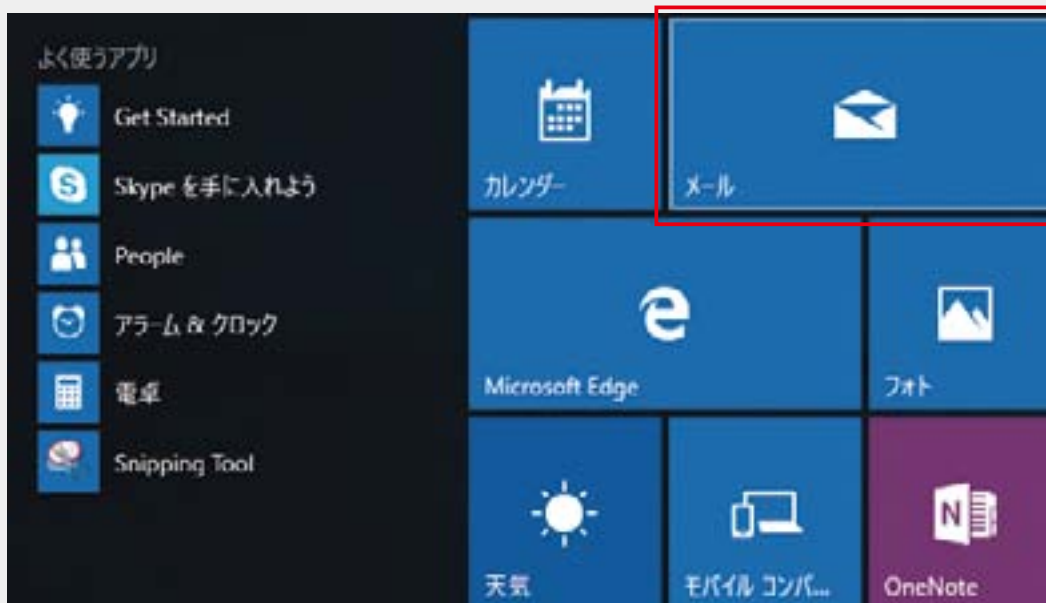 よく使うアプリ
Get Started
Skype を手に入れよう
People
アラーム & クロック
電卓
Snipping Tool
カレンダー
メール
Microsoft Edge
フォト
天気
モバイル コンパ...
OneNote